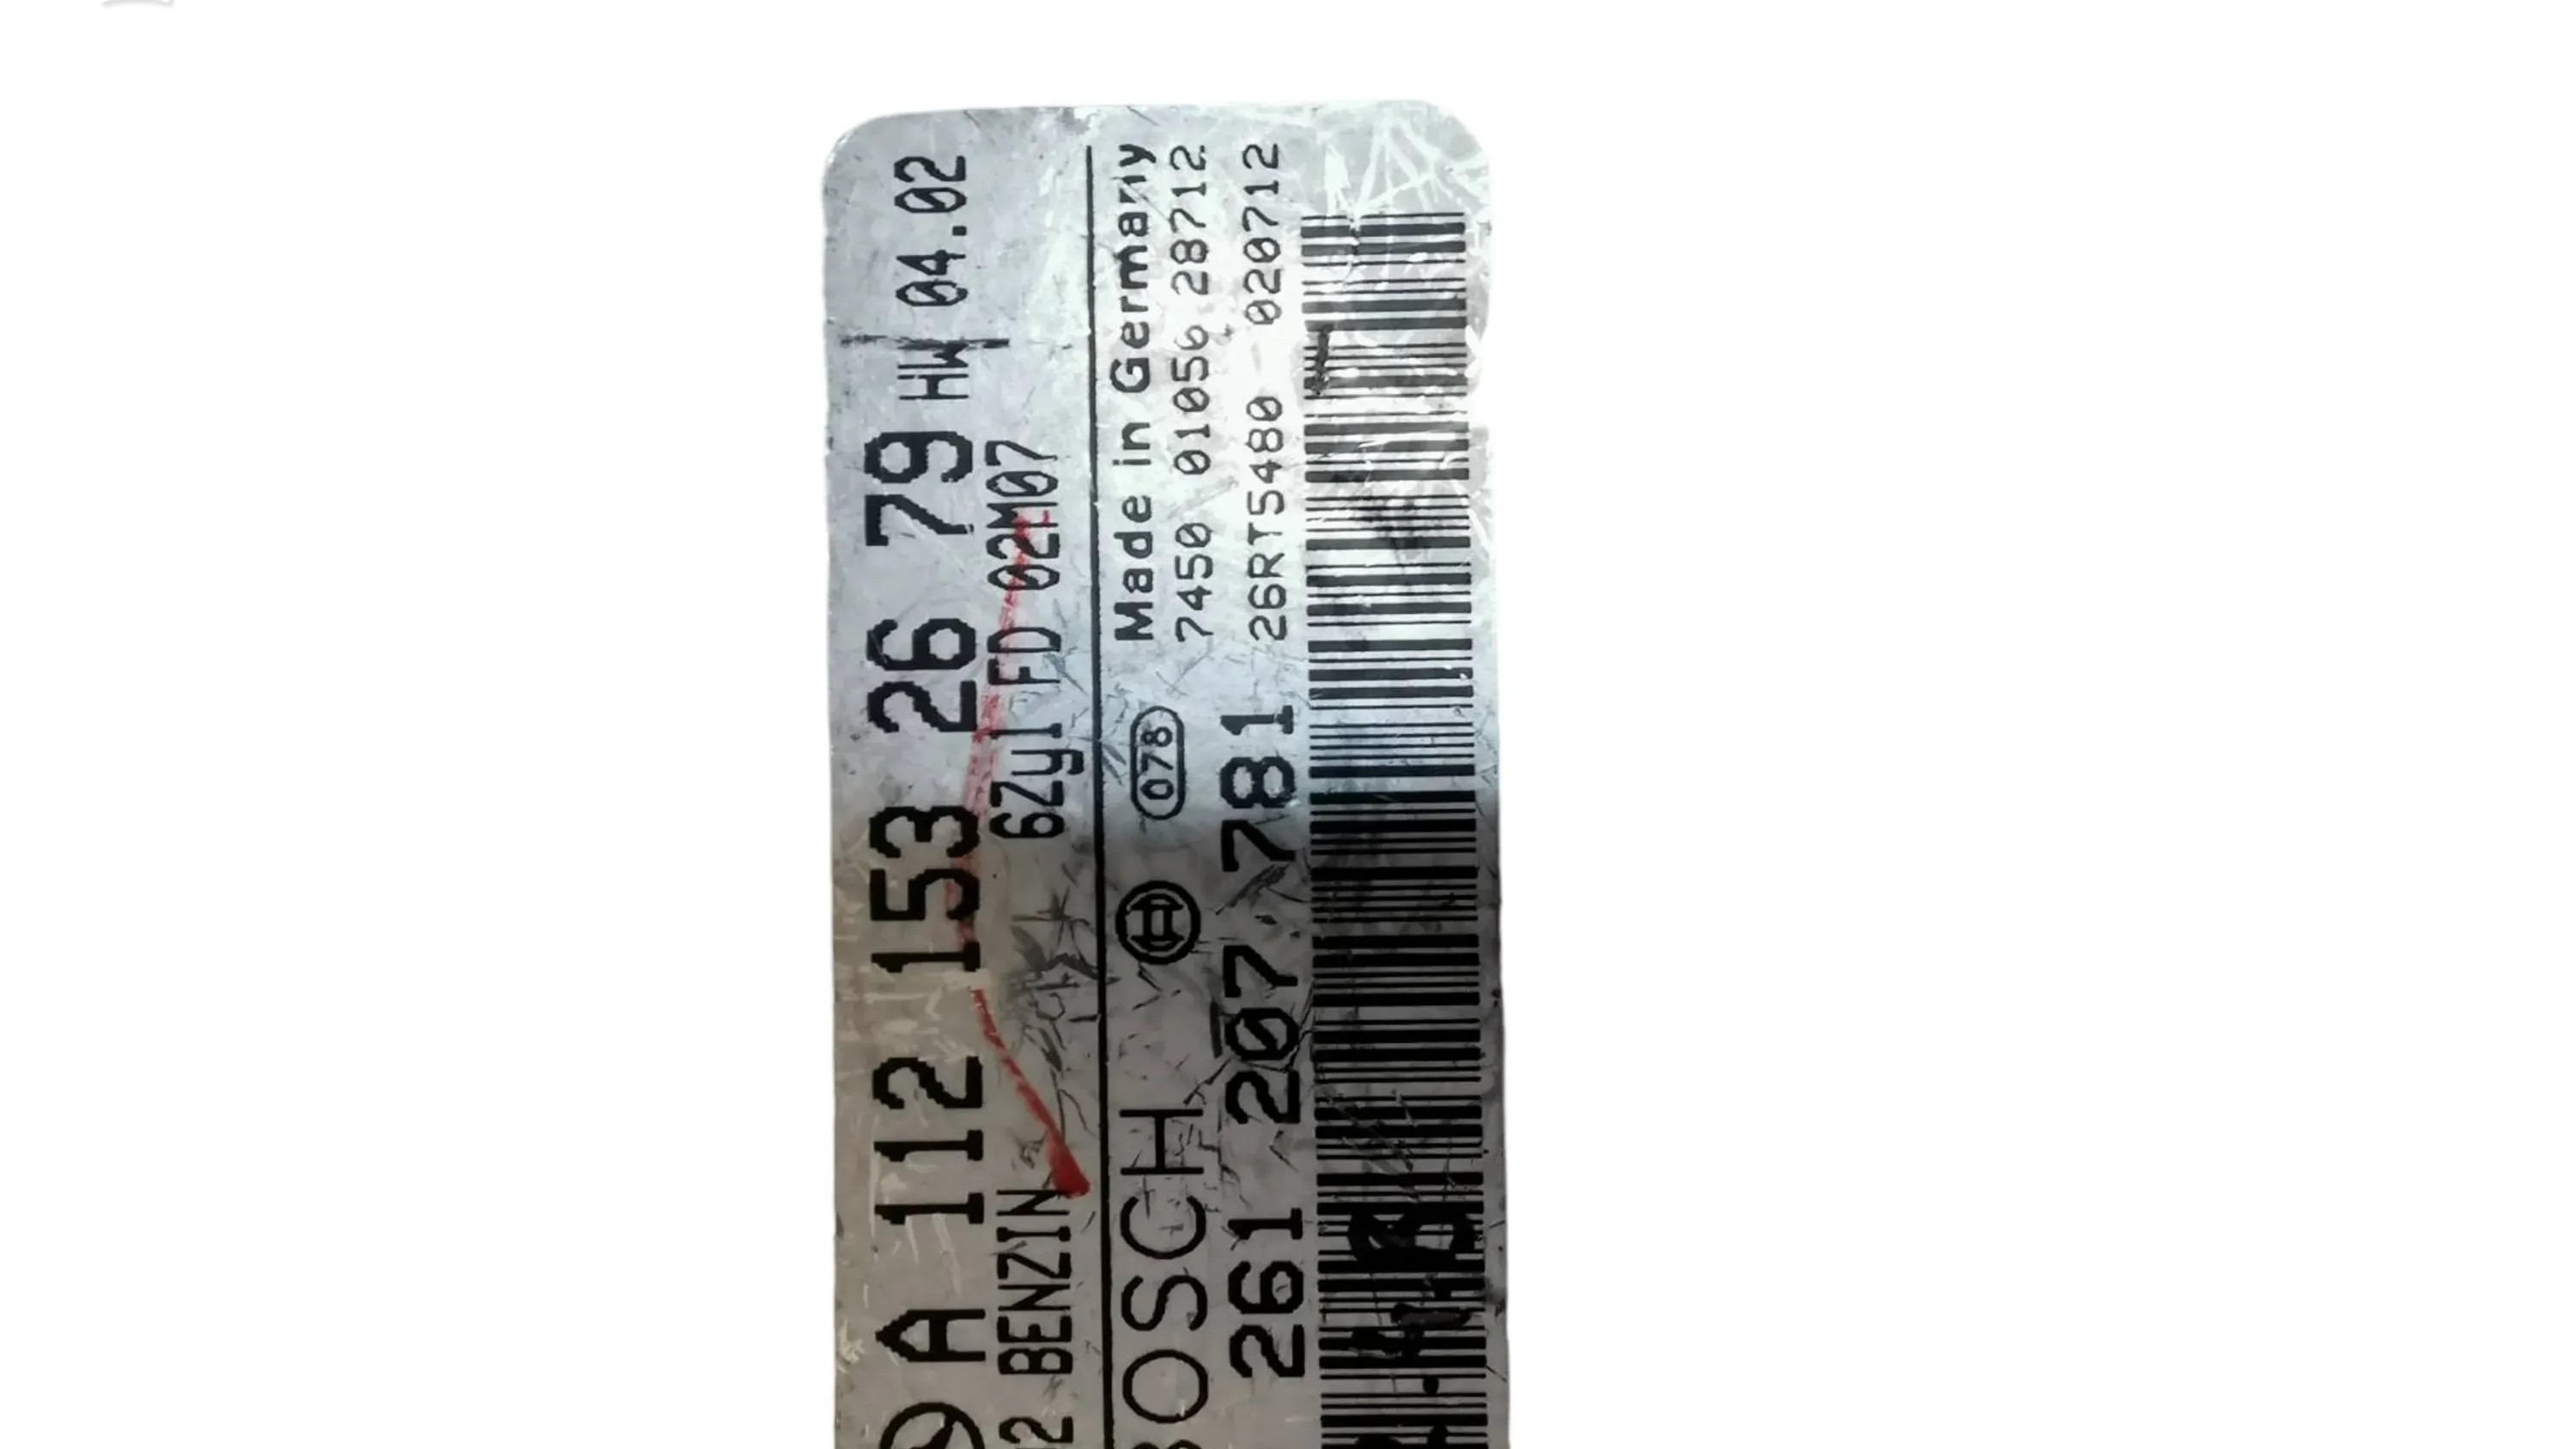 A 112 153 26 79 HW 04.02
2 BENZIN 6Zyl FD 02M07
BOSCH 078 Made in Germany
7450 01056 28712
261 207 781 26RT5480 020712